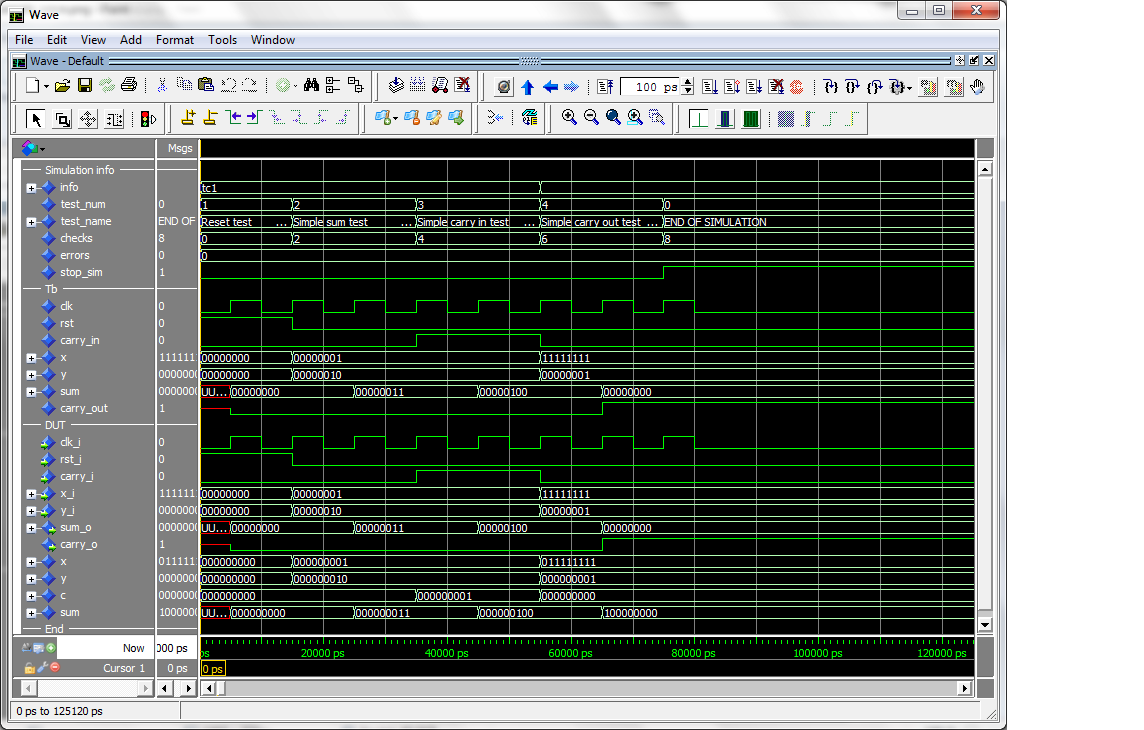 Wave
File Edit View Add Format Tools Window
Wave - Default
100 ps
Msgs
Simulation info
info tc1
test_num 0 1 2 3 4 0
test_name END OF Reset test ... Simple sum test ... Simple carry in test ... Simple carry out test ... END OF SIMULATION
checks 8 0 2 4 6 8
errors 0 0
stop_sim 1
Tb
clk 0
rst 0
carry_in 0
x 111111 00000000 00000001 11111111
y 0000000 00000000 00000010 00000001
sum 0000000 UU... 00000000 00000011 00000100 00000000
carry_out 1
DUT
clk_i 0
rst_i 0
carry_i 0
x_i 111111 00000000 00000001 11111111
y_i 0000000 00000000 00000010 00000001
sum_o 0000000 UU... 00000000 00000011 00000100 00000000
carry_o 1
x 011111 000000000 000000001 011111111
y 0000000 000000000 000000010 000000001
c 0000000 000000000 000000001 000000000
sum 1000000 UU... 000000000 000000011 000000100 100000000
End
Now 000 ps ps 20000 ps 40000 ps 60000 ps 80000 ps 100000 ps 120000 ps
Cursor 1 0 ps 0 ps
0 ps to 125120 ps